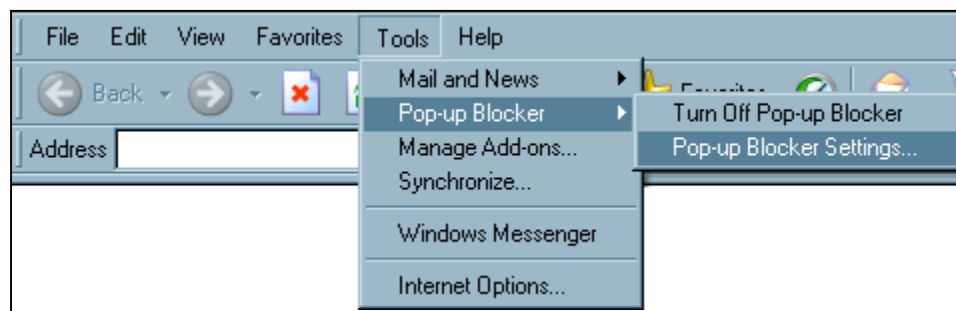 File Edit View Favorites Tools Help
Back
Address
Mail and News
Pop-up Blocker
Manage Add-ons...
Synchronize...
Windows Messenger
Internet Options...
Turn Off Pop-up Blocker
Pop-up Blocker Settings...